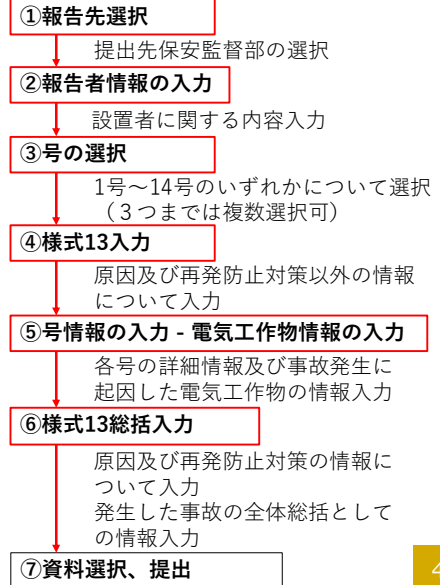 ①報告先選択
提出先保安監督部の選択
②報告者情報の入力
設置者に関する内容入力
③号の選択
1号～14号のいずれかについて選択
（３つまでは複数選択可）
④様式13入力
原因及び再発防止対策以外の情報
について入力
⑤号情報の入力 - 電気工作物情報の入力
各号の詳細情報及び事故発生に
起因した電気工作物の情報入力
⑥様式13総括入力
原因及び再発防止対策の情報に
ついて入力
発生した事故の全体総括として
の情報入力
⑦資料選択、提出
4